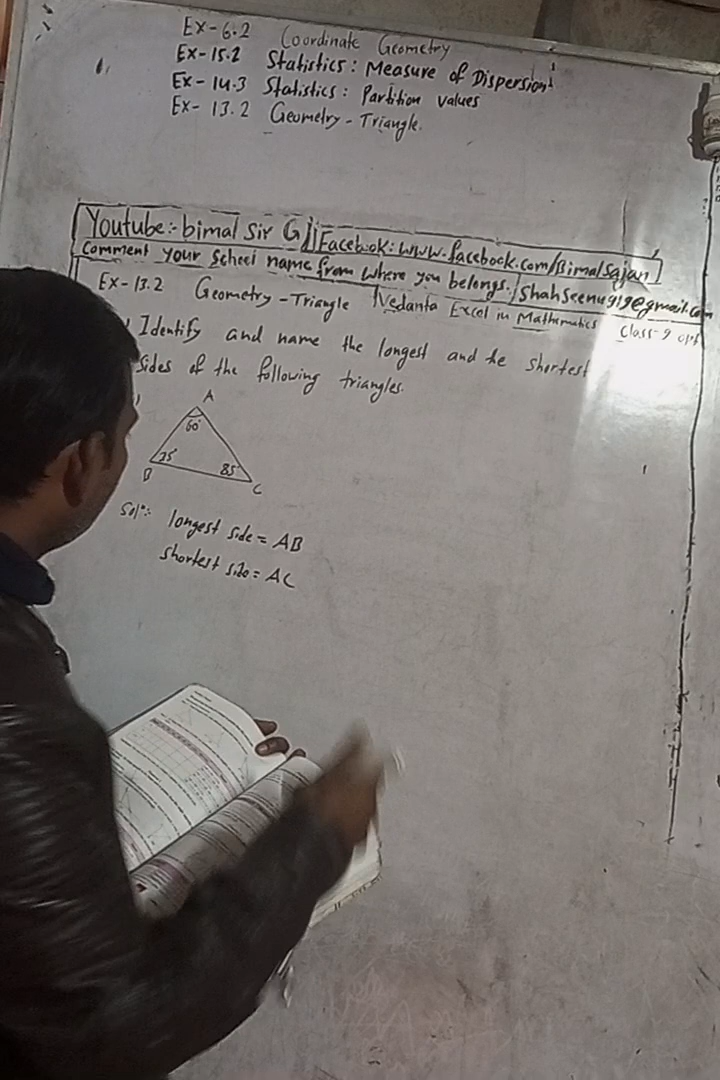 Ex-6.2 Coordinate Geometry
Ex-15.2 Statistics: Measure of Dispersion
Ex-14.3 Statistics: Partition values
Ex-13.2 Geometry-Triangle.
Youtube:- bimal Sir G
Facebook: www.facebook.com/Bimalsajan
Comment your School name from where you belongs.
Ex-13.2 Geometry-Triangle
Vedanta Excel in Mathematics Class-9 opt
Identify and name the longest and the shortest
sides of the following triangles.
A
60°
35°
85°
B
C
Solⁿ: longest side = AB
shortest side = AC